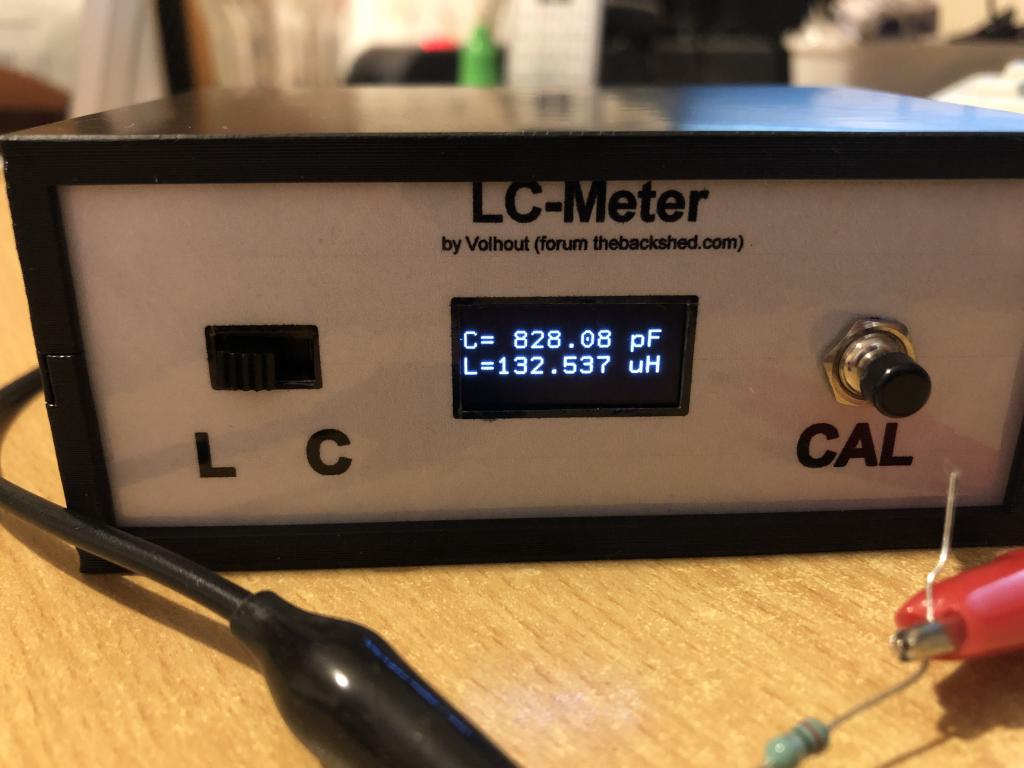 LC-Meter
by Volhout (forum thebackshed.com)
C= 828.08 pF
L=132.537 uH
L C
CAL